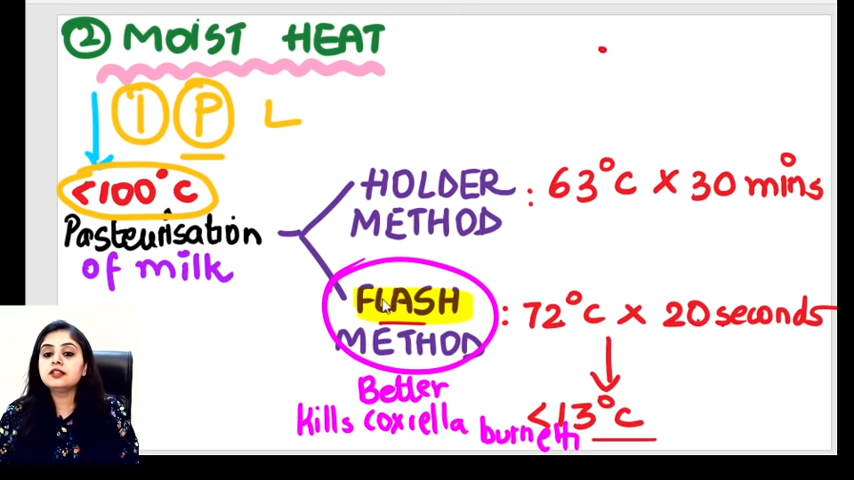 ② MOIST HEAT
I P L
<100°C
Pasteurisation
of milk
HOLDER
METHOD
: 63°C × 30 mins
FLASH
METHOD
: 72°C × 20 seconds
<13°C
Better
Kills coxiella burnetti